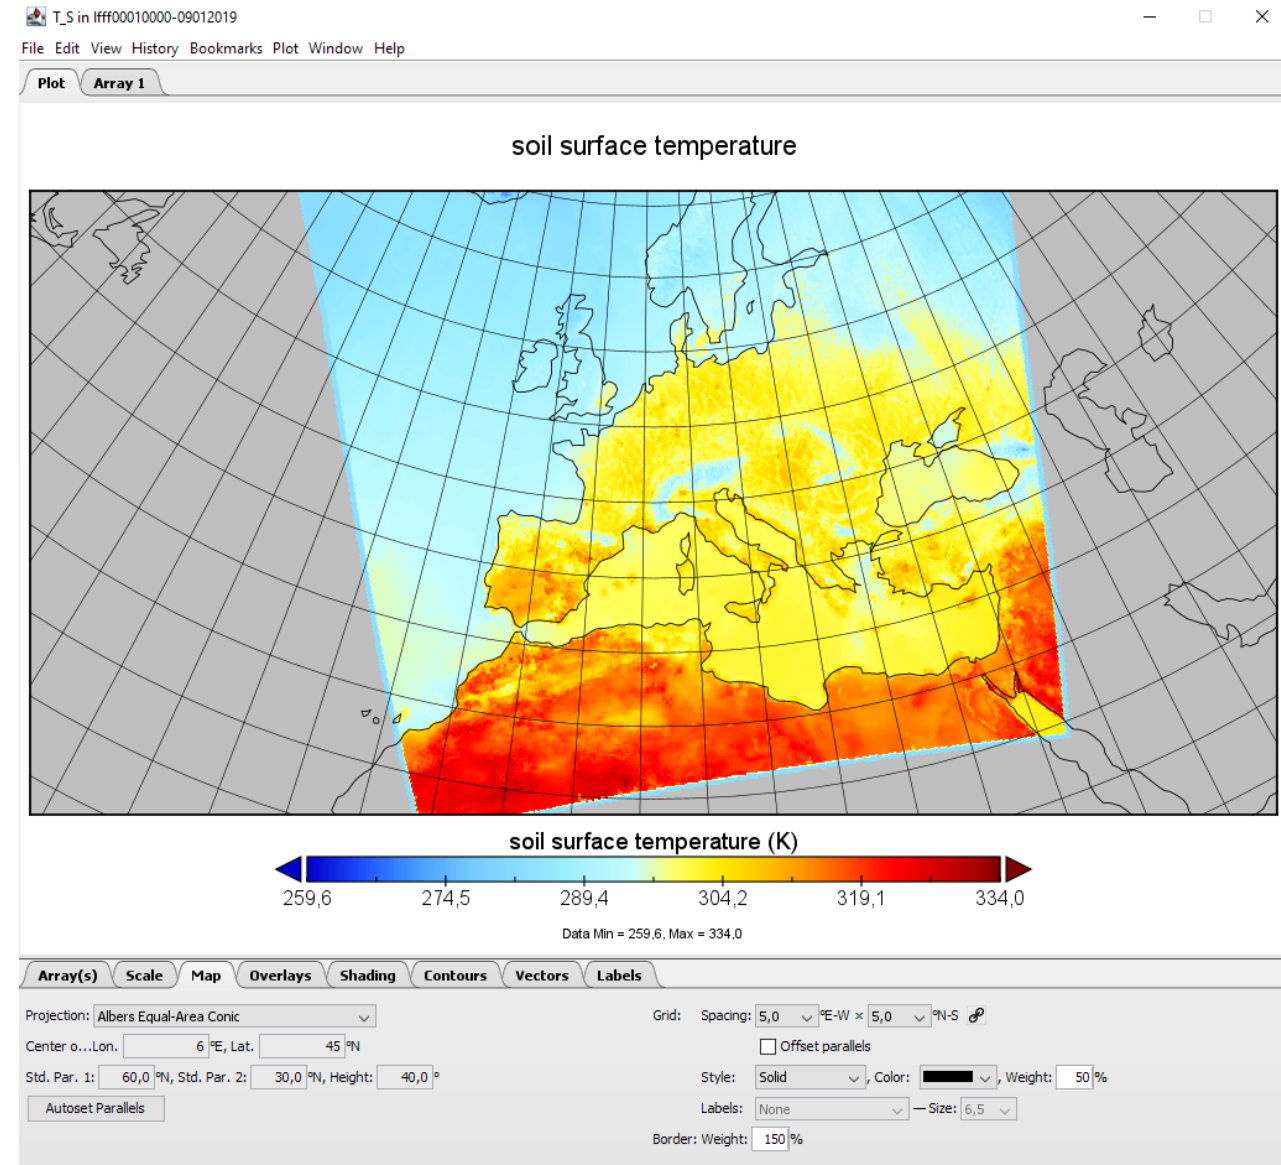 T_S in lfff00010000-09012019
File Edit View History Bookmarks Plot Window Help
Plot Array 1
soil surface temperature
soil surface temperature (K)
259,6 274,5 289,4 304,2 319,1 334,0
Data Min = 259,6, Max = 334,0
Array(s) Scale Map Overlays Shading Contours Vectors Labels
Projection: Albers Equal-Area Conic Grid: Spacing: 5,0 °E-W × 5,0 °N-S
Center o...Lon. 6 °E, Lat. 45 °N Offset parallels
Std. Par. 1: 60,0 °N, Std. Par. 2: 30,0 °N, Height: 40,0 ° Style: Solid , Color: , Weight: 50 %
Autoset Parallels Labels: None — Size: 6,5
Border: Weight: 150 %